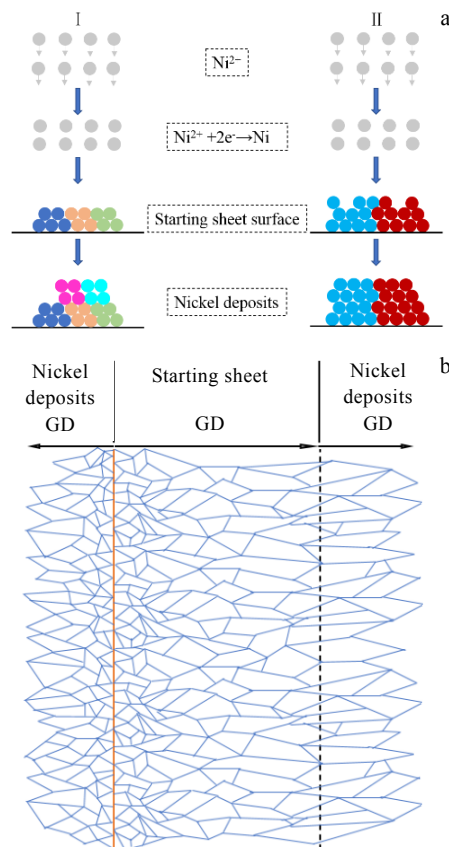 I
II
a
Ni²⁻
Ni²⁺ +2e⁻→Ni
Starting sheet surface
Nickel deposits
b
Nickel
deposits
GD
Starting sheet
GD
Nickel
deposits
GD